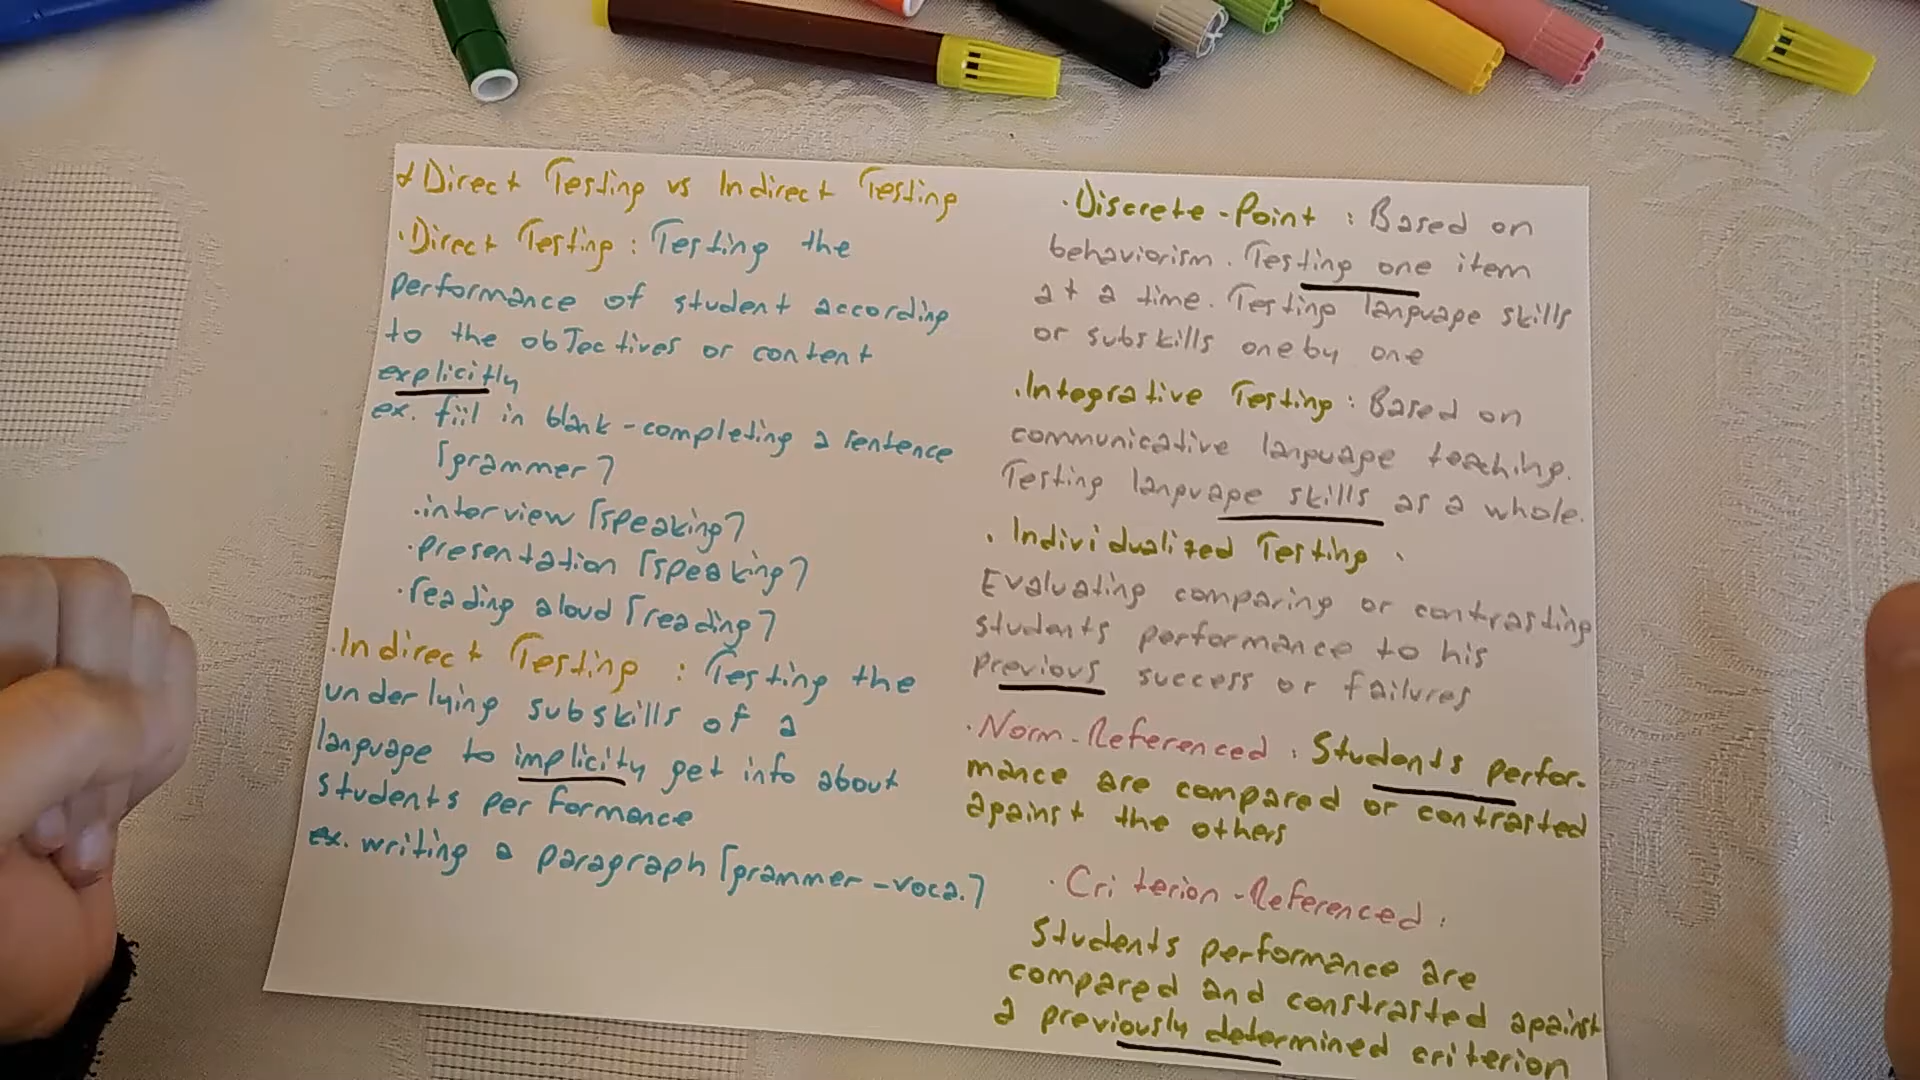 Direct Testing vs Indirect Testing
·Direct Testing : Testing the
performance of student according
to the obJectives or content
explicitly
ex. fiil in blank-completing a sentence
[grammer]
·interview [speaking]
·presentation [speaking]
·reading aloud [reading]
·Indirect Testing : Testing the
underlying subskills of a
language to implicity get info about
students performance
ex. writing a paragraph [grammer-voca.]
·Discrete-Point : Based on
behaviorism. Testing one item
at a time. Testing language skills
or subskills one by one
·Integrative Testing : Based on
communicative language teaching.
Testing language skills as a whole.
·Individualized Testing
Evaluating comparing or contrasting
students performance to his
previous success or failures
·Norm-Referenced : Students perfor-
mance are compared or contrasted
against the others
·Criterion-Referenced :
Students performance are
compared and constrasted against
a previously determined criterion